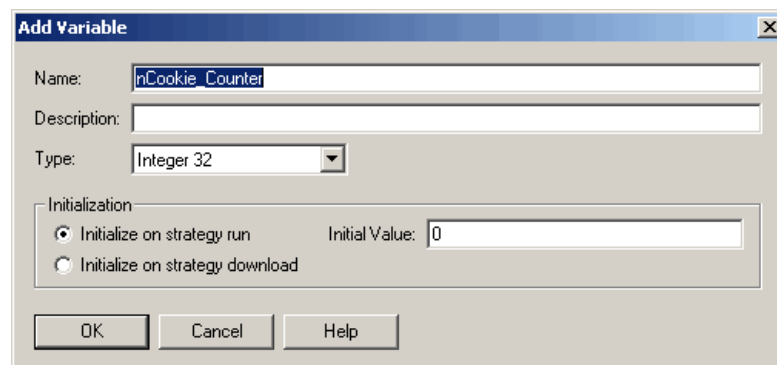 Add Variable
Name: nCookie_Counter
Description:
Type: Integer 32
Initialization
Initialize on strategy run Initial Value: 0
Initialize on strategy download
OK Cancel Help